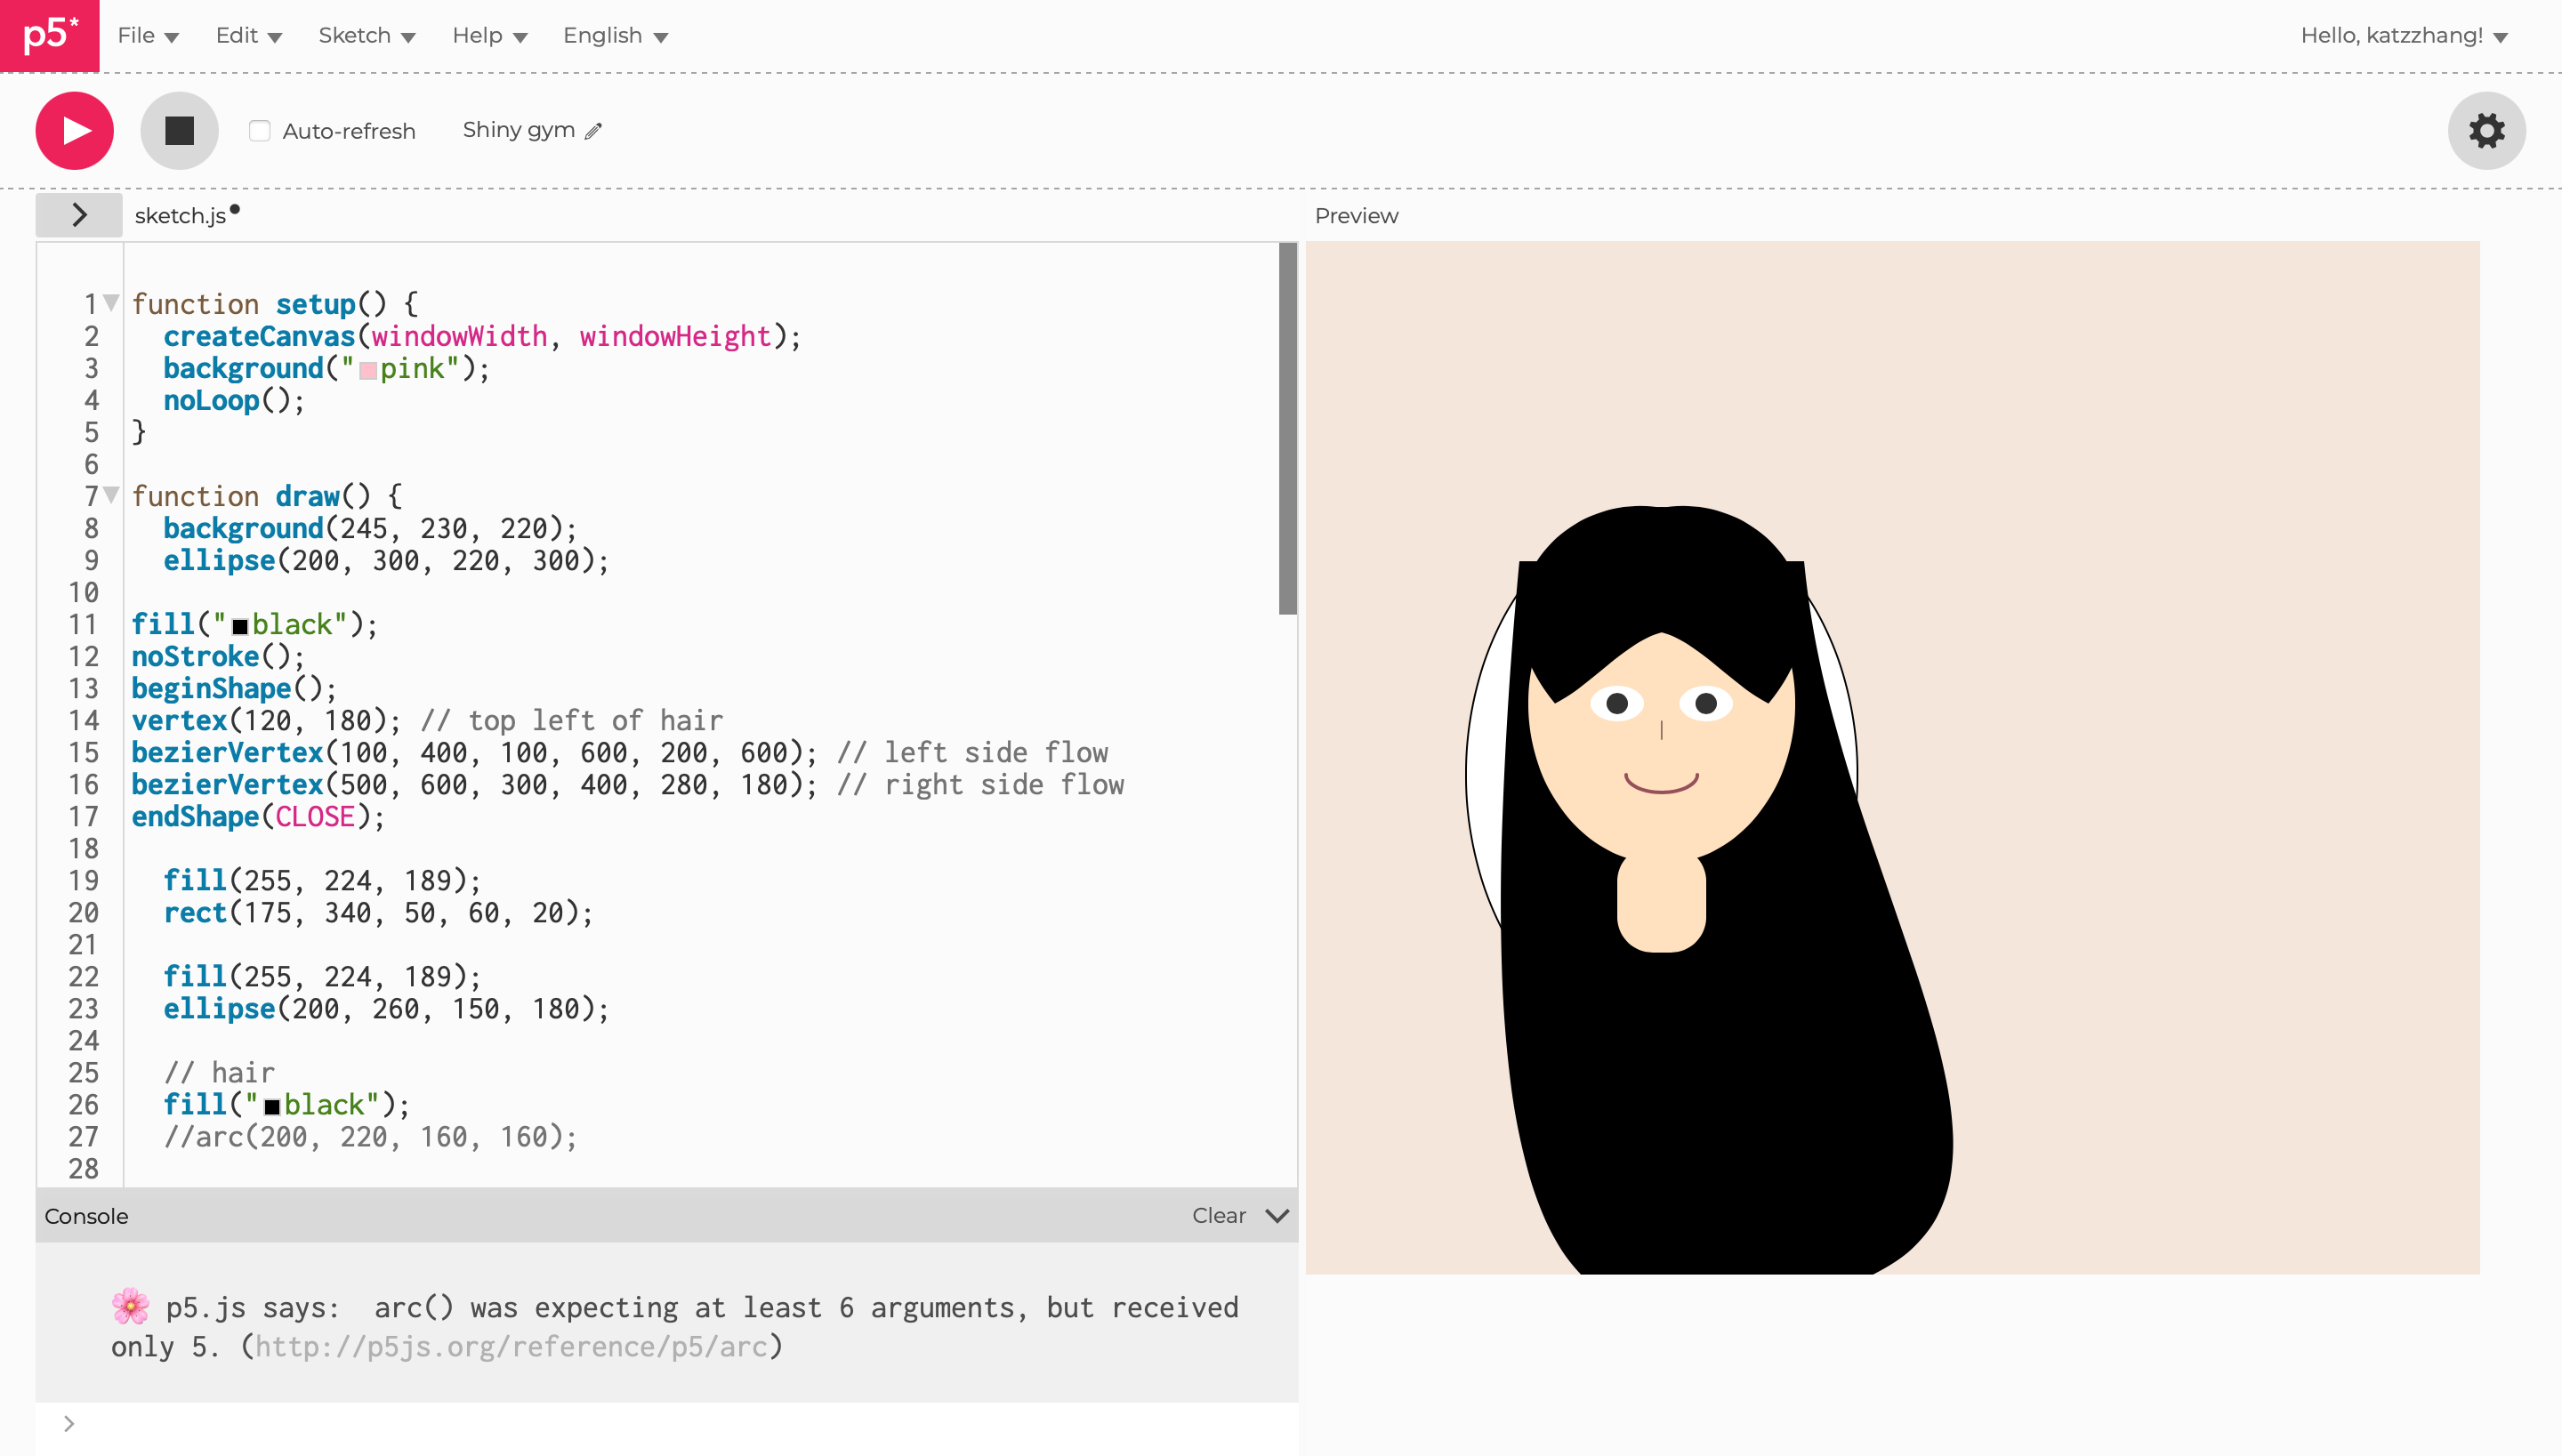 p5* File Edit Sketch Help English Hello, katzzhang!
Auto-refresh Shiny gym
sketch.js Preview
1 function setup() {
2 createCanvas(windowWidth, windowHeight);
3 background("pink");
4 noLoop();
5 }
6
7 function draw() {
8 background(245, 230, 220);
9 ellipse(200, 300, 220, 300);
10
11 fill("black");
12 noStroke();
13 beginShape();
14 vertex(120, 180); // top left of hair
15 bezierVertex(100, 400, 100, 600, 200, 600); // left side flow
16 bezierVertex(500, 600, 300, 400, 280, 180); // right side flow
17 endShape(CLOSE);
18
19 fill(255, 224, 189);
20 rect(175, 340, 50, 60, 20);
21
22 fill(255, 224, 189);
23 ellipse(200, 260, 150, 180);
24
25 // hair
26 fill("black");
27 //arc(200, 220, 160, 160);
28
Console Clear
🌸 p5.js says: arc() was expecting at least 6 arguments, but received
only 5. (http://p5js.org/reference/p5/arc)
>